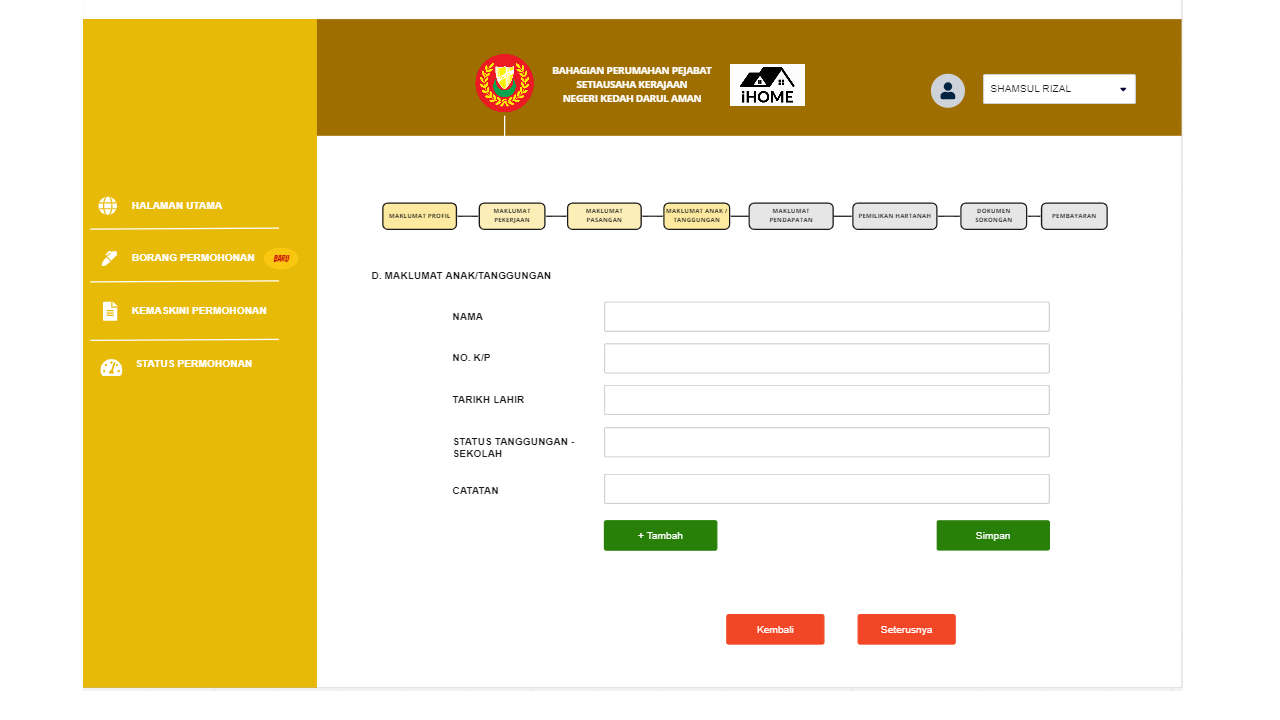 BAHAGIAN PERUMAHAN PEJABAT
SETIAUSAHA KERAJAAN
NEGERI KEDAH DARUL AMAN
iHOME
SHAMSUL RIZAL
HALAMAN UTAMA
BORANG PERMOHONAN
BARU
KEMASKINI PERMOHONAN
STATUS PERMOHONAN
MAKLUMAT PROFIL
MAKLUMAT
PEKERJAAN
MAKLUMAT
PASANGAN
MAKLUMAT ANAK /
TANGGUNGAN
MAKLUMAT
PENDAPATAN
PEMILIKAN HARTANAH
DOKUMEN
SOKONGAN
PEMBAYARAN
D. MAKLUMAT ANAK/TANGGUNGAN
NAMA
NO. K/P
TARIKH LAHIR
STATUS TANGGUNGAN -
SEKOLAH
CATATAN
+ Tambah
Simpan
Kembali
Seterusnya